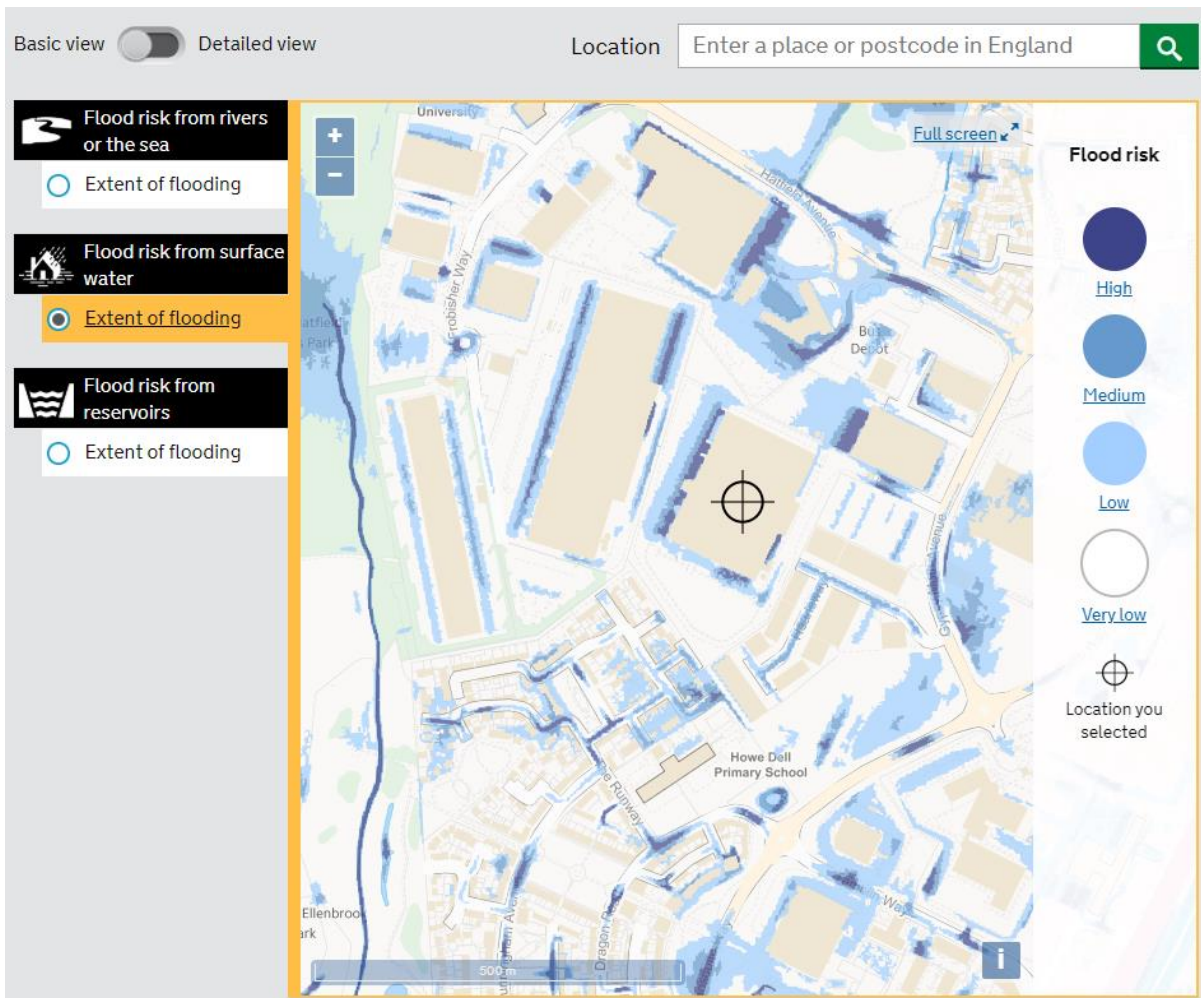 Basic view
Detailed view
Location
Enter a place or postcode in England
Flood risk from rivers
or the sea
Extent of flooding
Flood risk from surface
water
Extent of flooding
Flood risk from
reservoirs
Extent of flooding
+
−
University
Full screen
Hatfield Avenue
Frobisher Way
Bus
Depot
Howe Dell
Primary School
The Runway
Ellenbrook
Dragon
Way
500 m
i
Flood risk
High
Medium
Low
Very low
Location you
selected